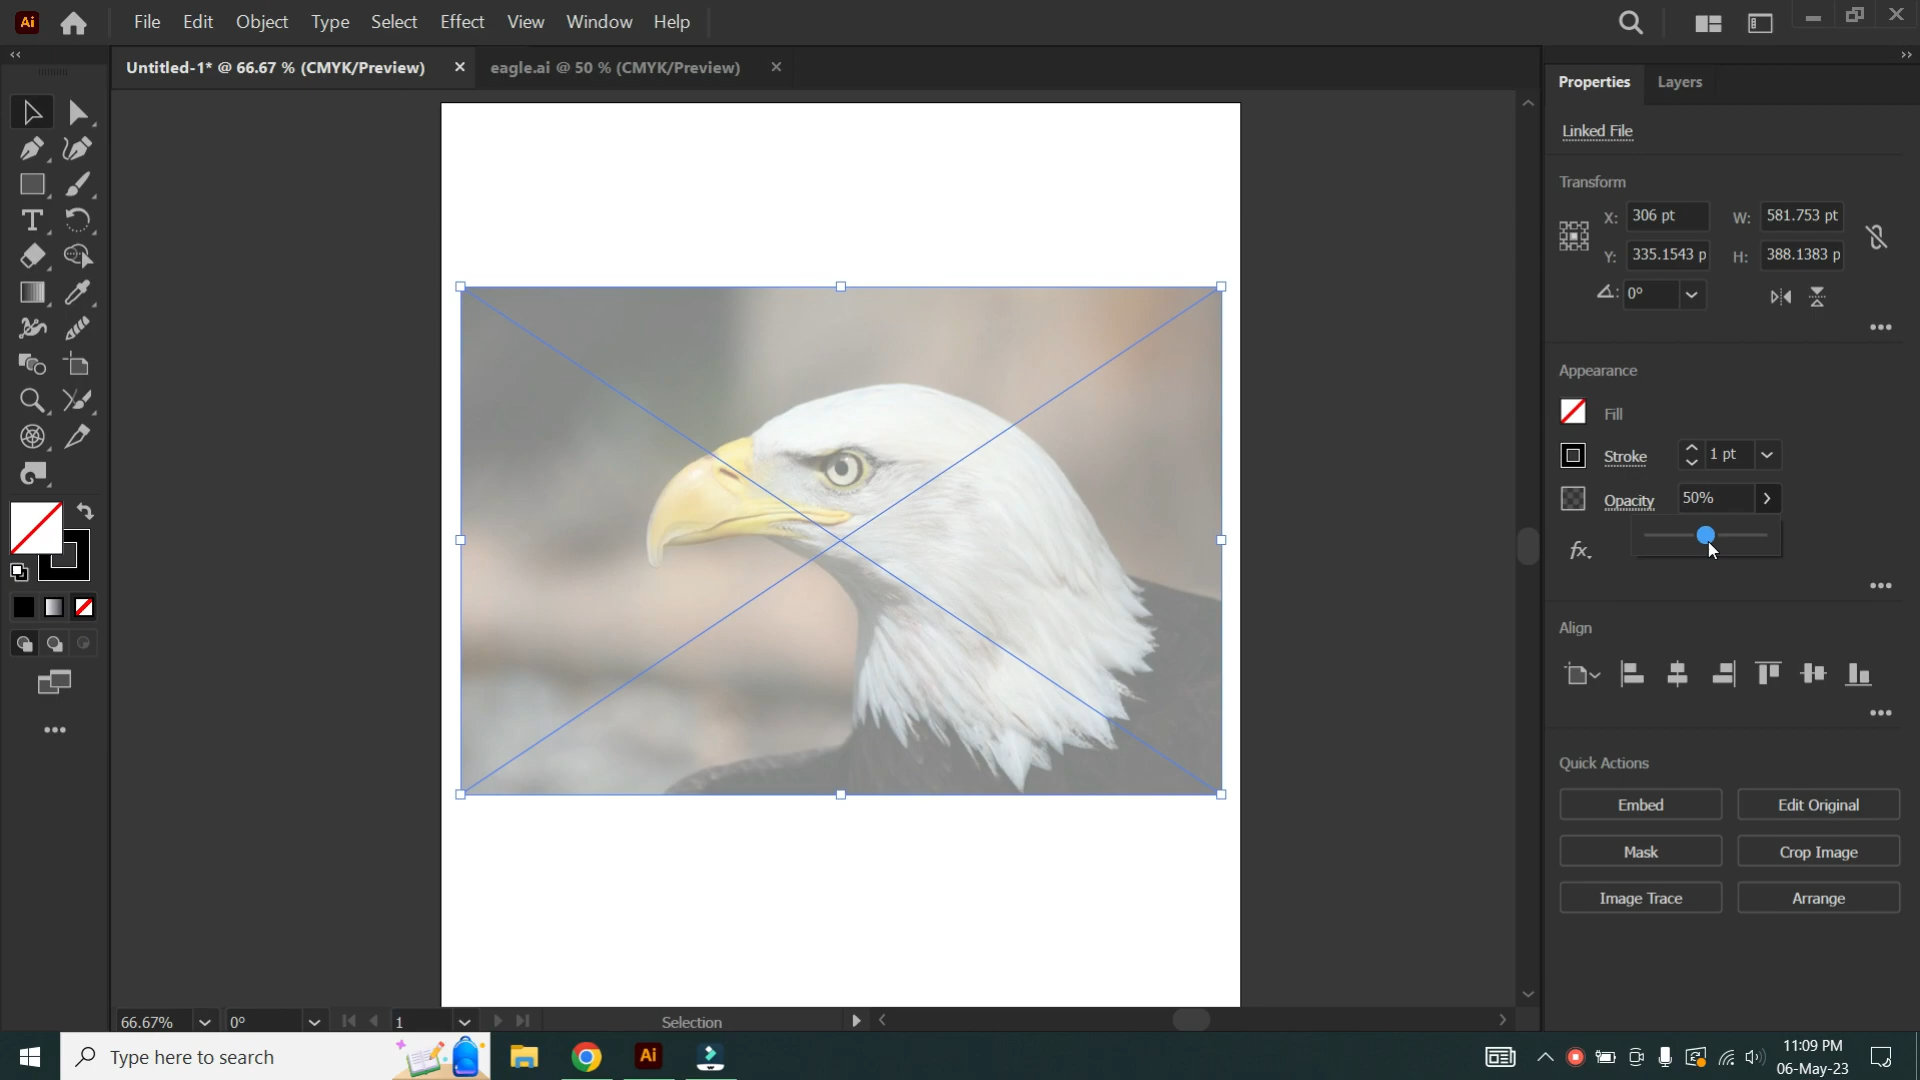 Ai File Edit Object Type Select Effect View Window Help
Untitled-1* @ 66.67 % (CMYK/Preview) eagle.ai @ 50 % (CMYK/Preview)
Properties Layers
Linked File
Transform
X: 306 pt W: 581.753 pt
Y: 335.1543 p H: 388.1383 p
0°
Appearance
Fill
Stroke 1 pt
Opacity 50%
fx
Align
Quick Actions
Embed Edit Original
Mask Crop Image
Image Trace Arrange
66.67% 0° 1 Selection
Type here to search Ai 11:09 PM
06-May-23